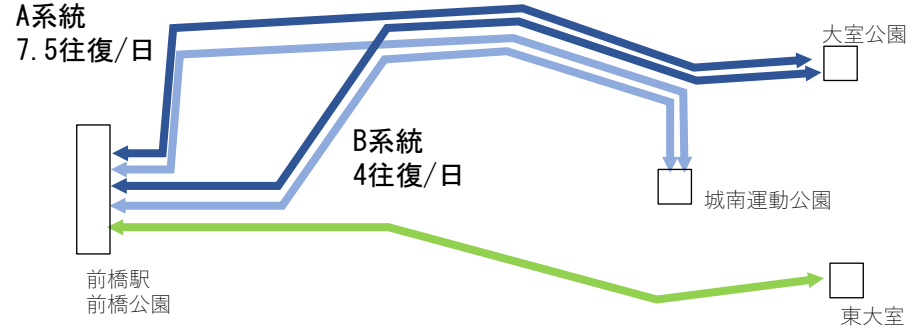 A系統
7.5往復/日
大室公園
B系統
4往復/日
城南運動公園
前橋駅
前橋公園
東大室